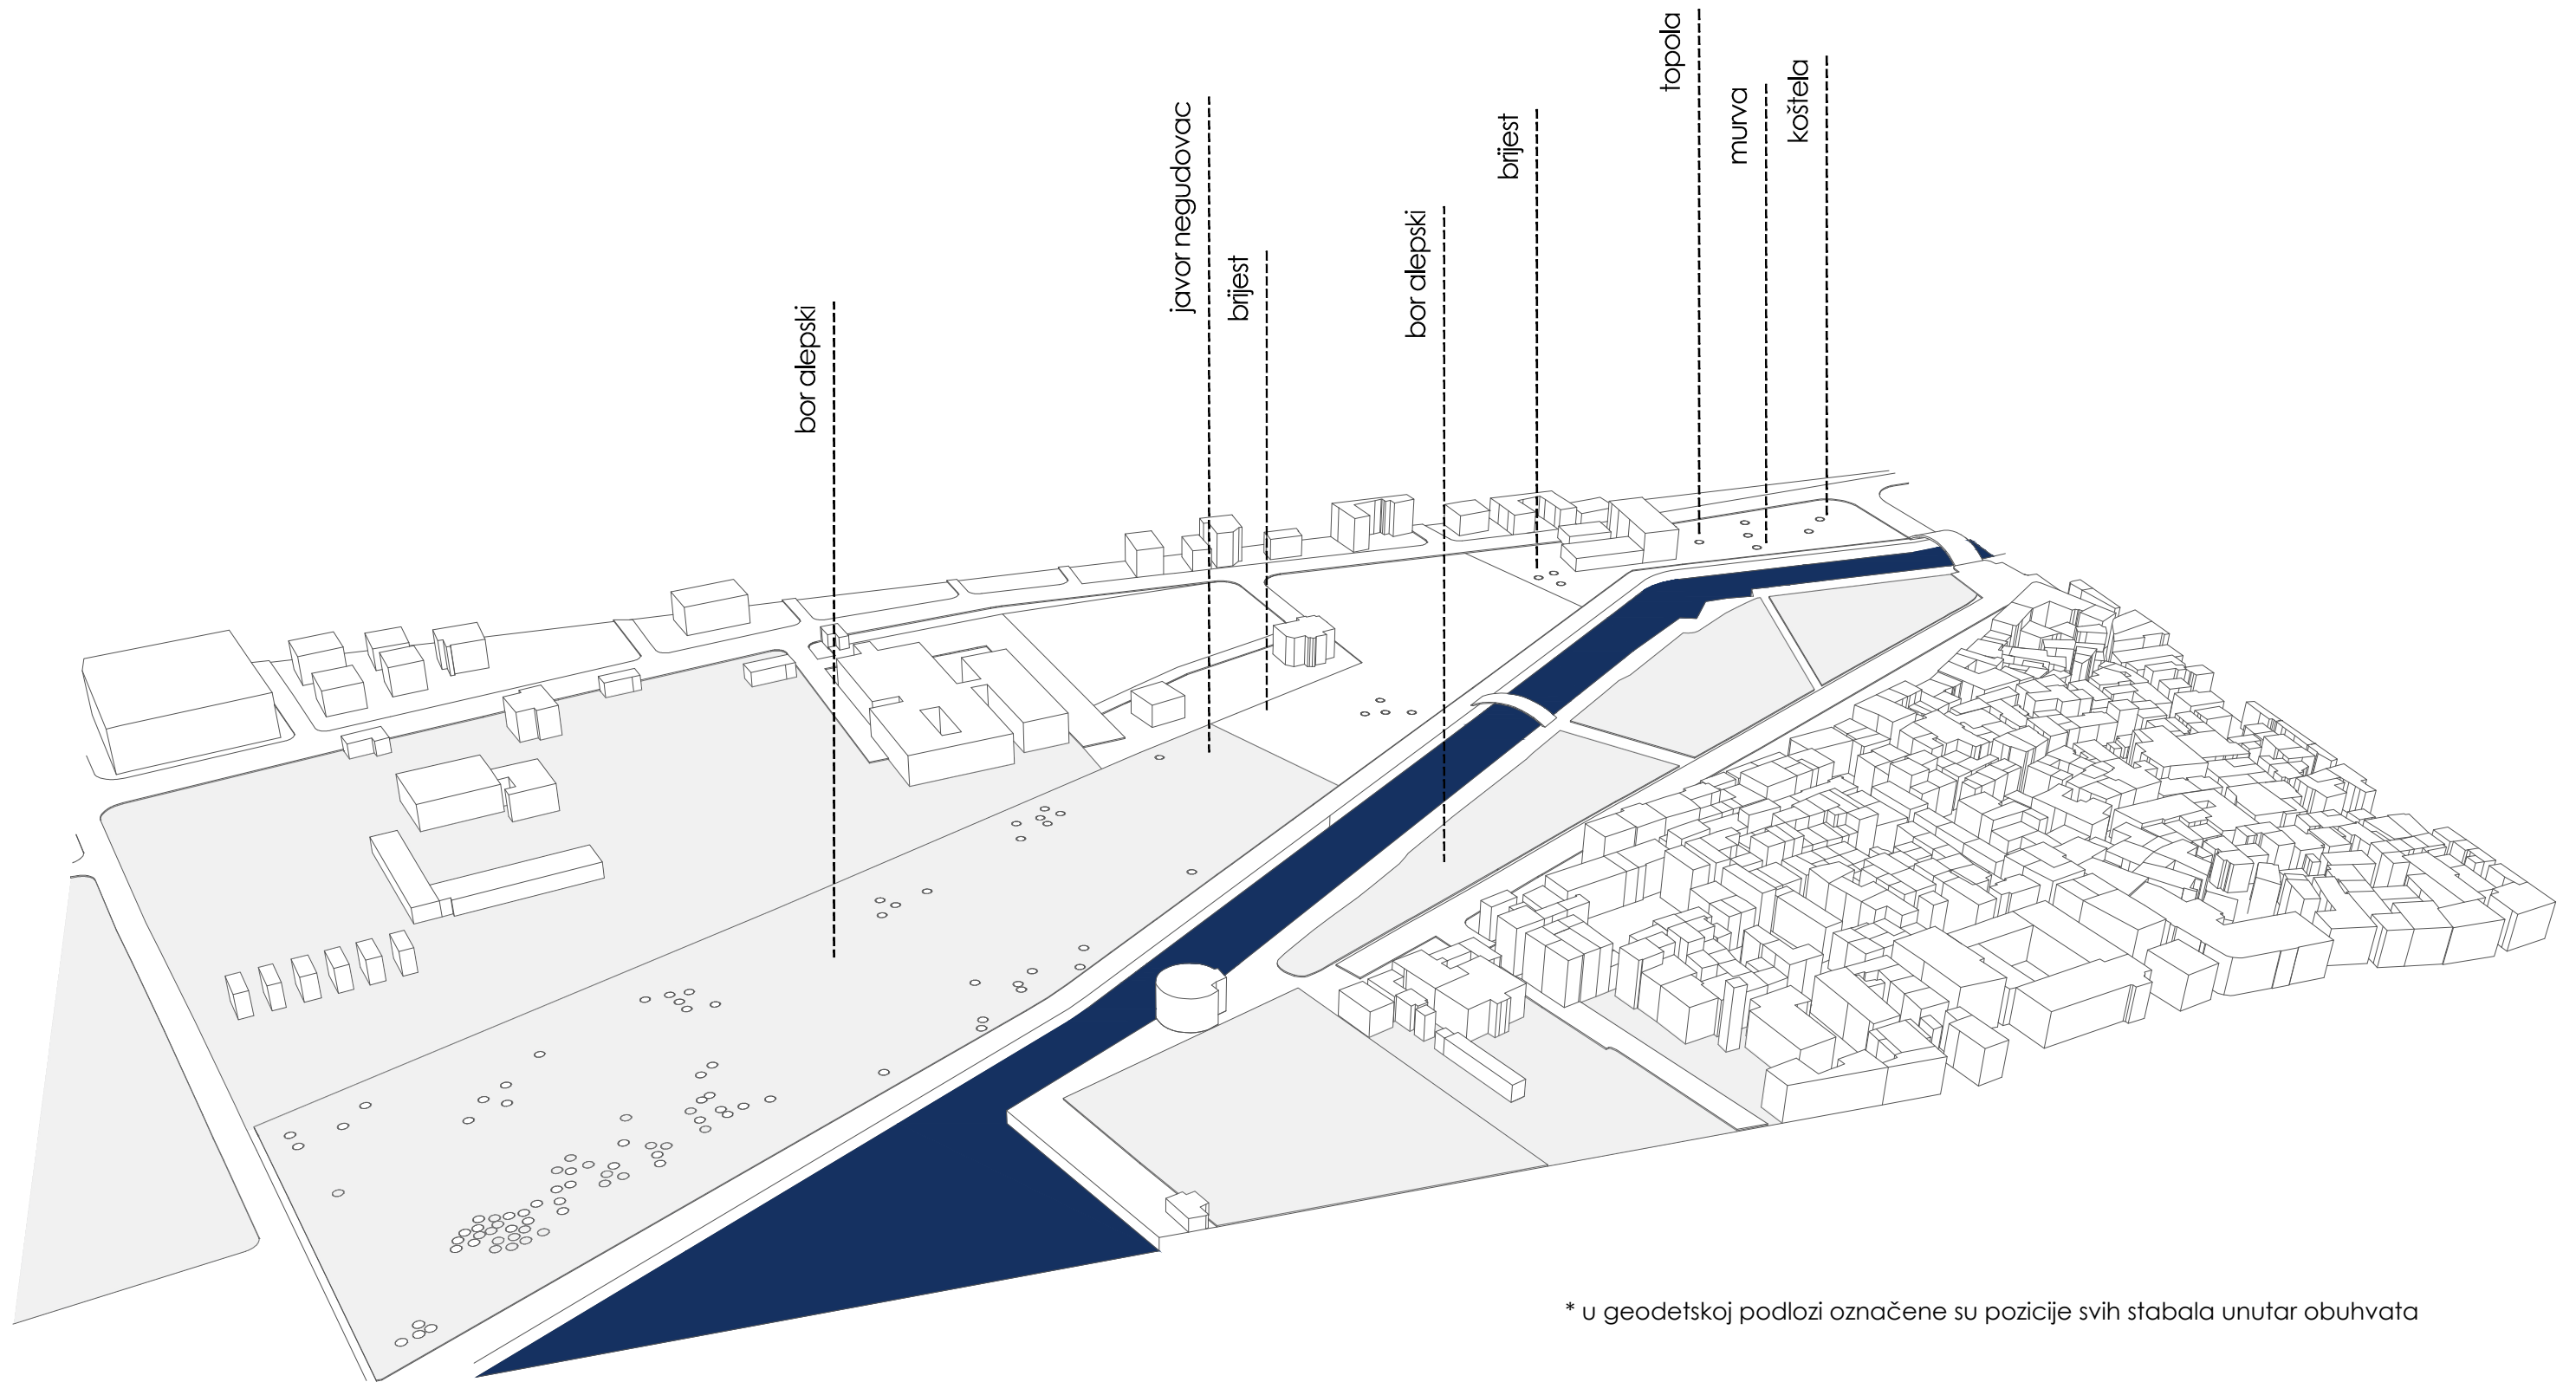 bor alepski
javor negudovac
brijest
bor alepski
brijest
topola
murva
koštela
* u geodetskoj podlozi označene su pozicije svih stabala unutar obuhvata